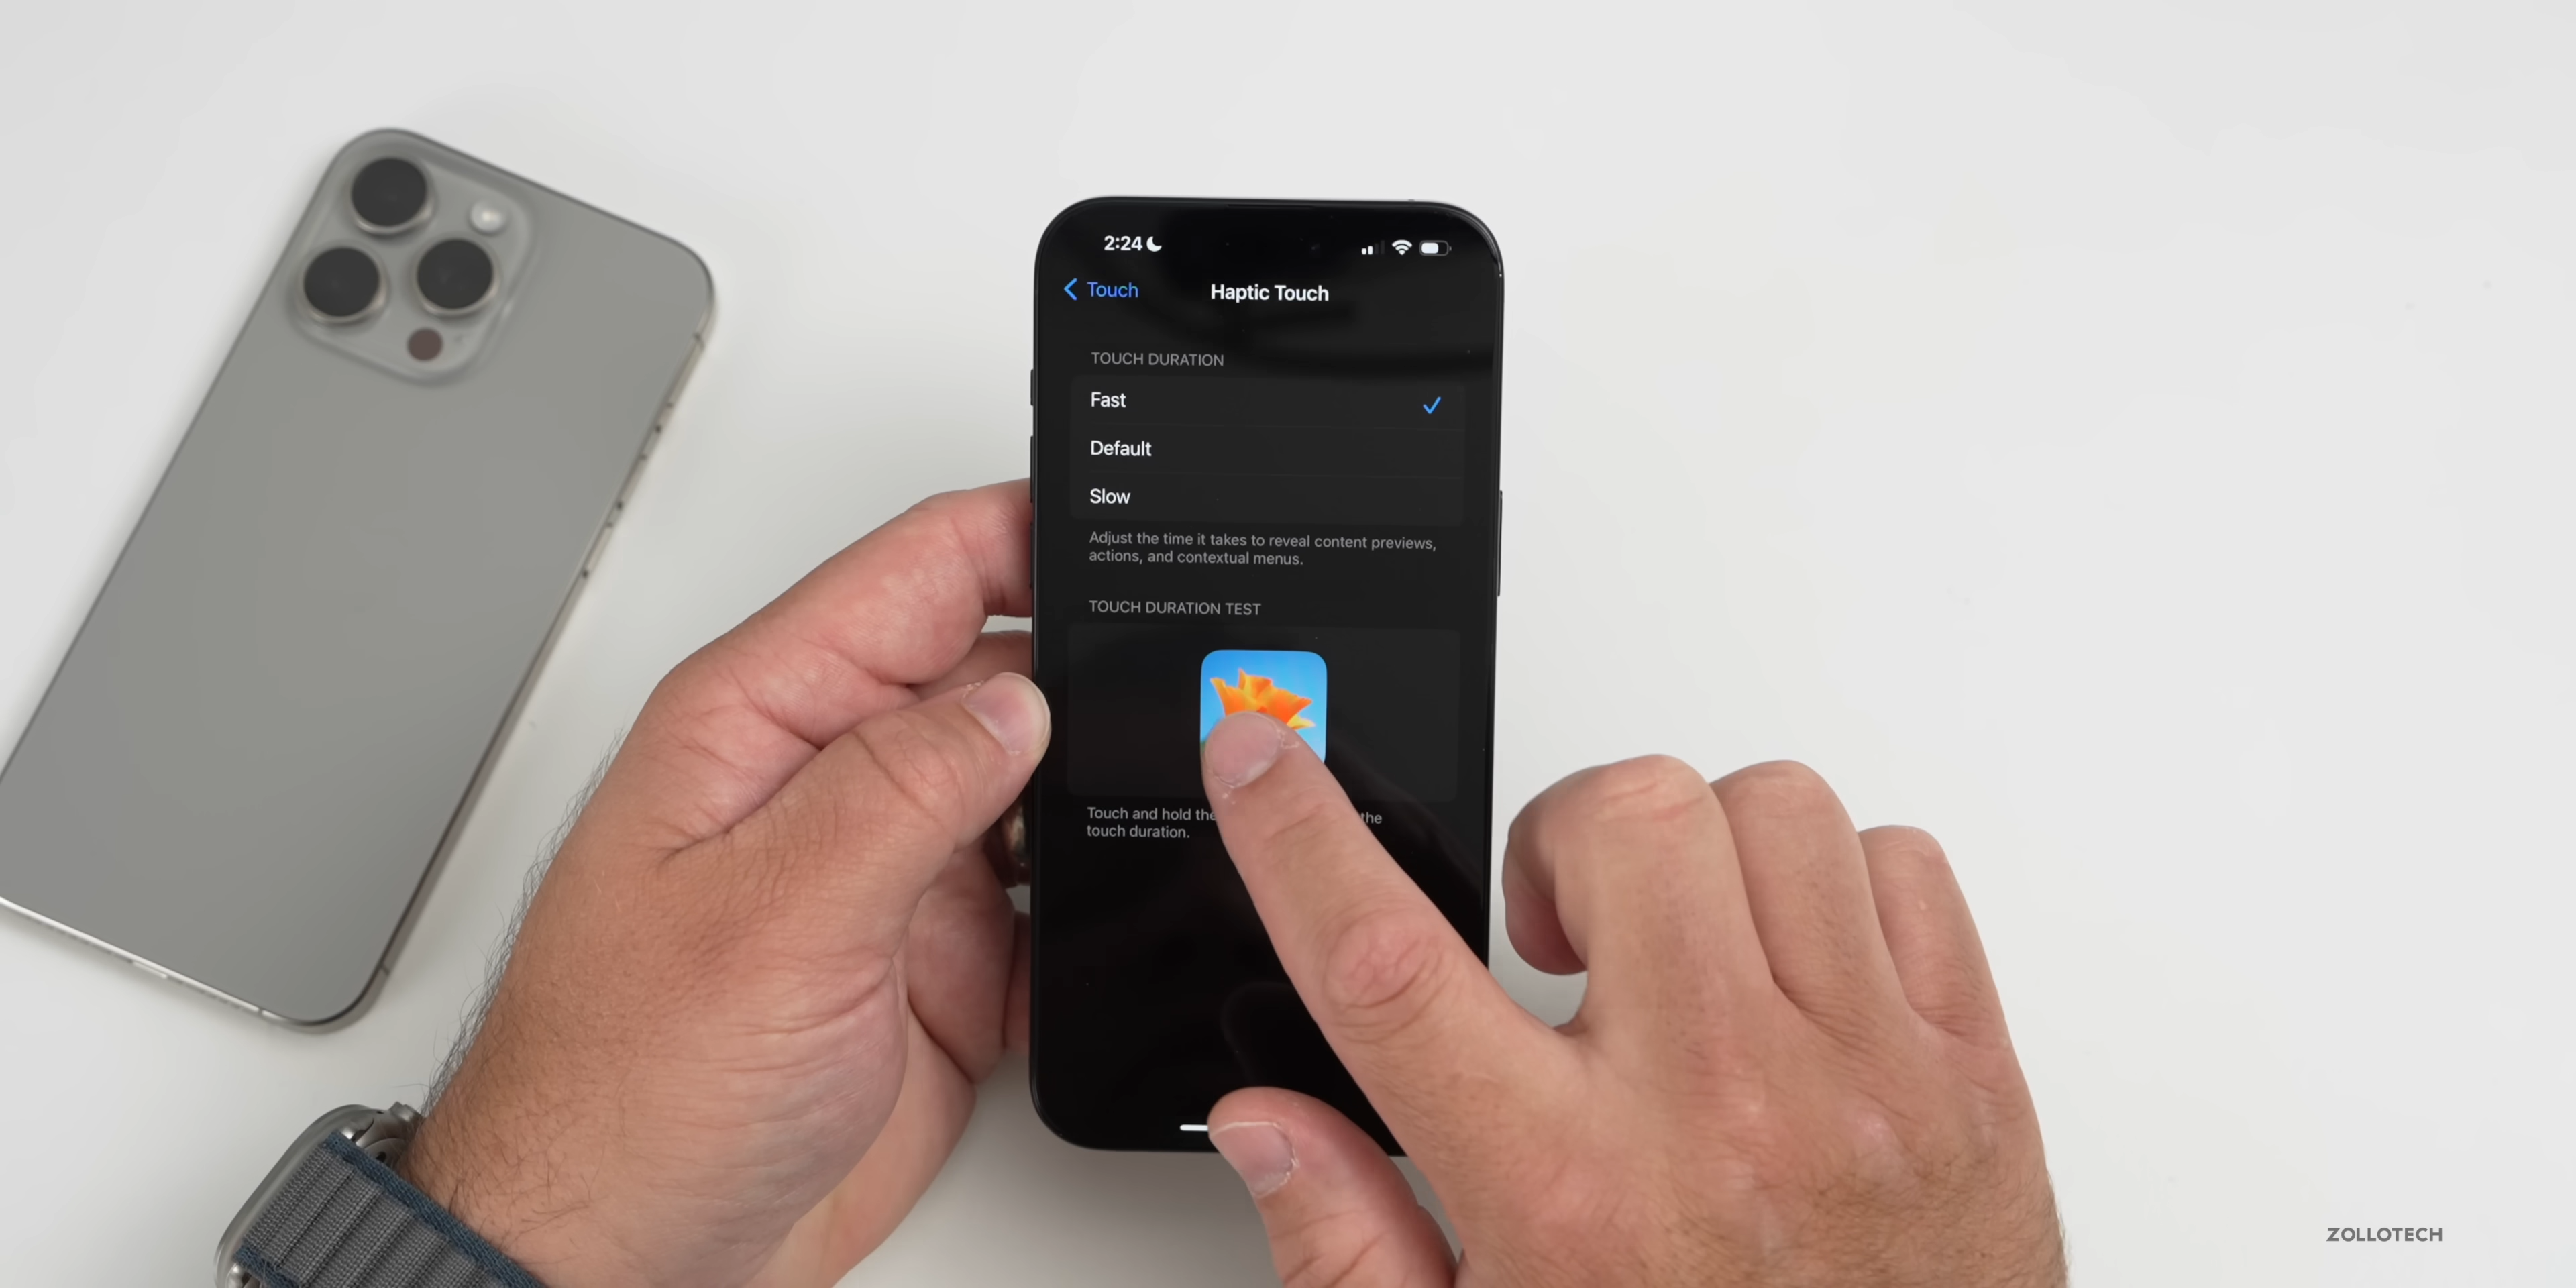 2:24
Touch
Haptic Touch
TOUCH DURATION
Fast
Default
Slow
Adjust the time it takes to reveal content previews,
actions, and contextual menus.
TOUCH DURATION TEST
Touch and hold the the
touch duration.
ZOLLOTECH